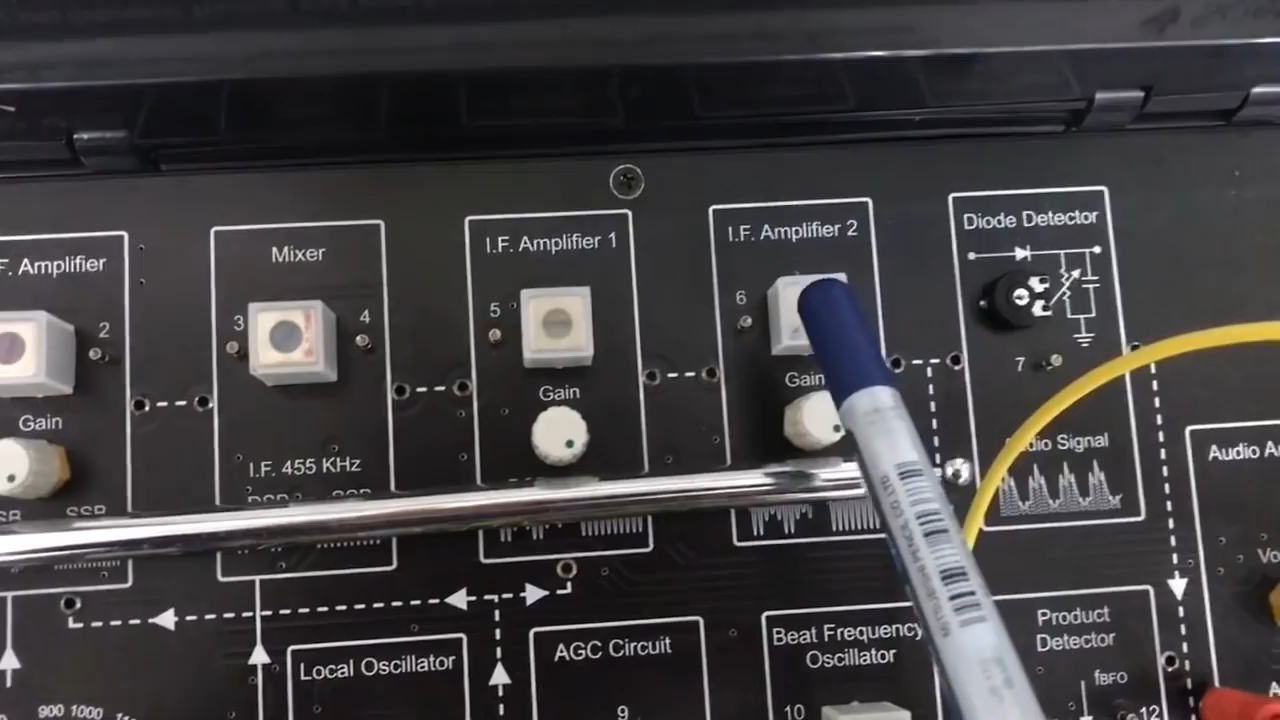 F. Amplifier
2
Gain
SSB
Mixer
3
4
I.F. 455 KHz
I.F. Amplifier 1
5
Gain
I.F. Amplifier 2
6
Gain
Diode Detector
7
Audio Signal
Local Oscillator
900 1000
AGC Circuit
9
Beat Frequency
Oscillator
10
Product
Detector
fBFO
12